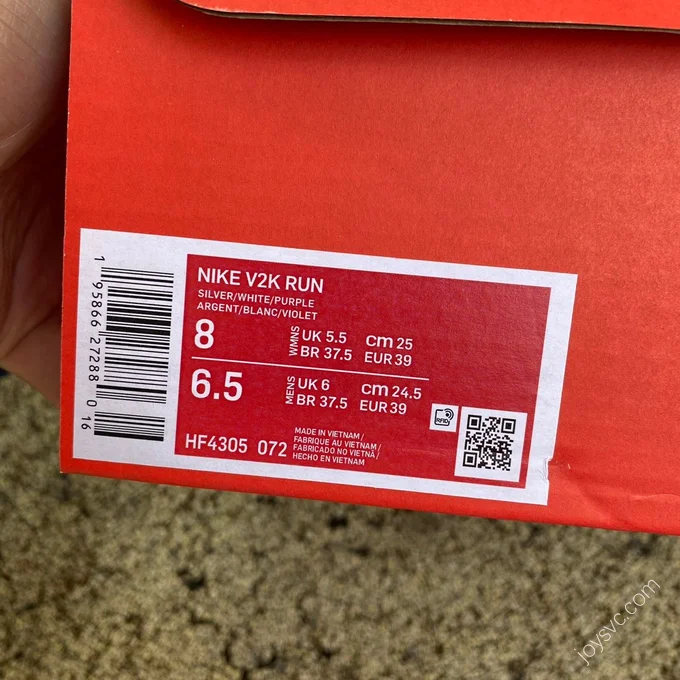 NIKE V2K RUN
SILVER/WHITE/PURPLE
ARGENT/BLANC/VIOLET
8 WMNS UK 5.5 cm 25
BR 37.5 EUR 39
6.5 MENS UK 6 cm 24.5
BR 37.5 EUR 39
HF4305 072
MADE IN VIETNAM/
FABRIQUE AU VIETNAM/
FABRICADO NO VIETNÃ/
HECHO EN VIETNAM
RFID
1 95866 27288 0 16
joysvc.com